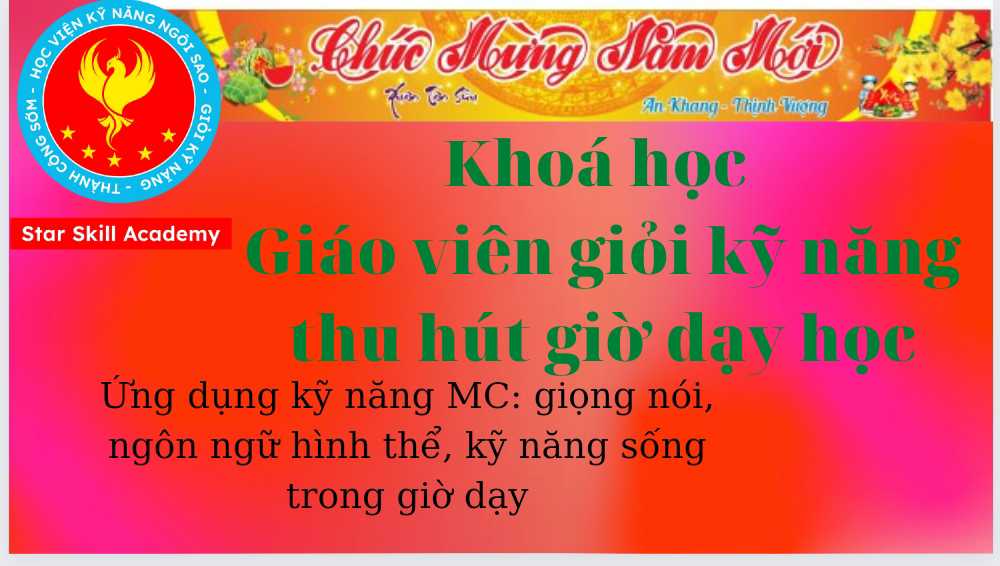 HỌC VIỆN KỸ NĂNG NGÔI SAO - GIỎI KỸ NĂNG - THÀNH CÔNG SỚM -
Chúc Mừng Năm Mới
Xuân Tân Sửu
An Khang - Thịnh Vượng
Khoá học
Star Skill Academy
Giáo viên giỏi kỹ năng
thu hút giờ dạy học
Ứng dụng kỹ năng MC: giọng nói,
ngôn ngữ hình thể, kỹ năng sống
trong giờ dạy